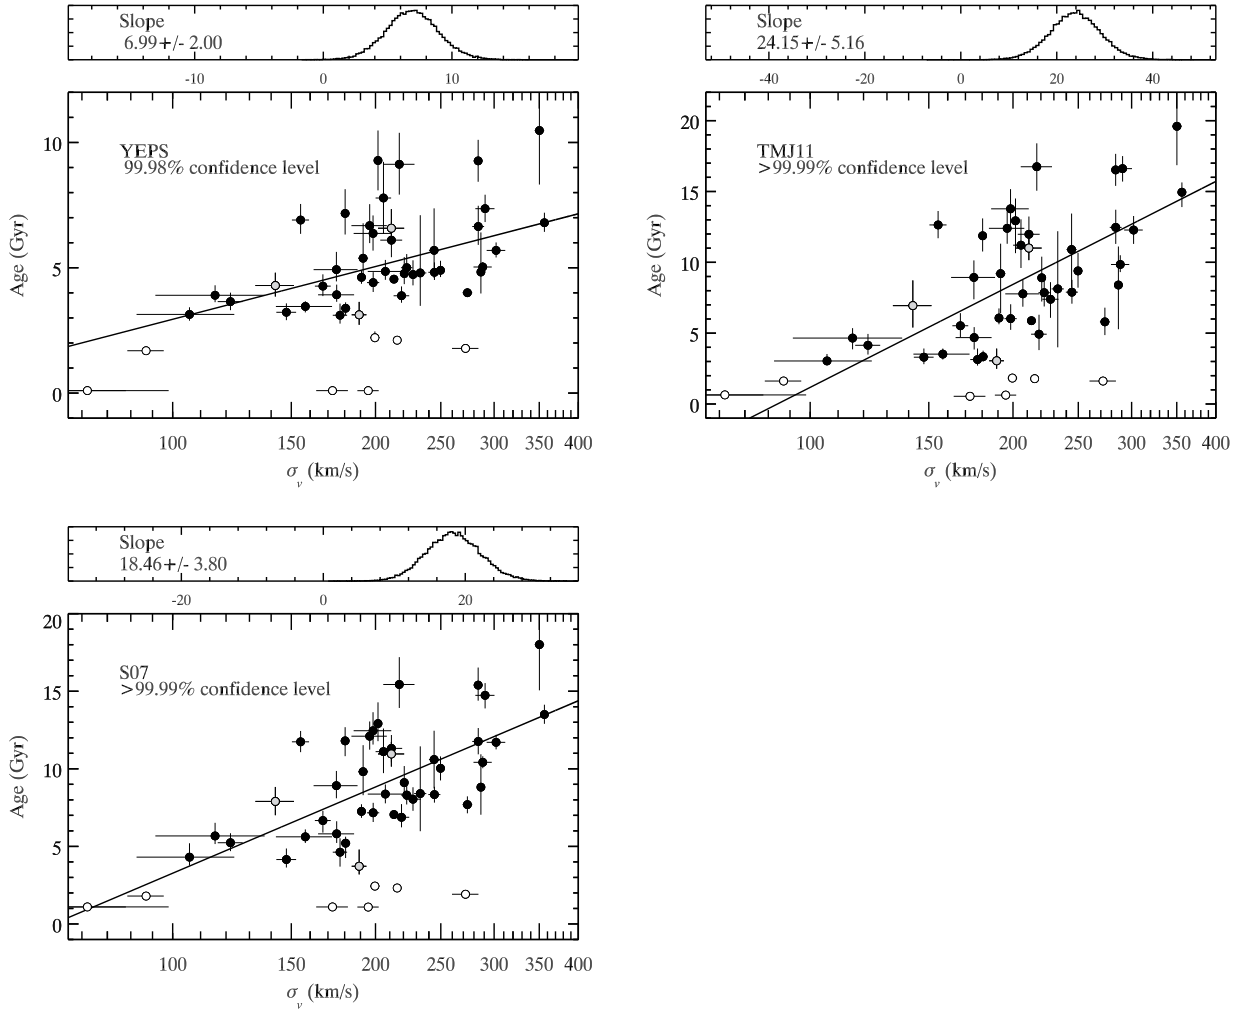 Slope
6.99+/- 2.00
-10 0 10
YEPS
99.98% confidence level
10
5
0
Age (Gyr)
100 150 200 250 300 350 400
σv (km/s)
Slope
24.15+/- 5.16
-40 -20 0 20 40
TMJ11
>99.99% confidence level
20
15
10
5
0
Age (Gyr)
100 150 200 250 300 350 400
σv (km/s)
Slope
18.46+/- 3.80
-20 0 20
S07
>99.99% confidence level
20
15
10
5
0
Age (Gyr)
100 150 200 250 300 350 400
σv (km/s)